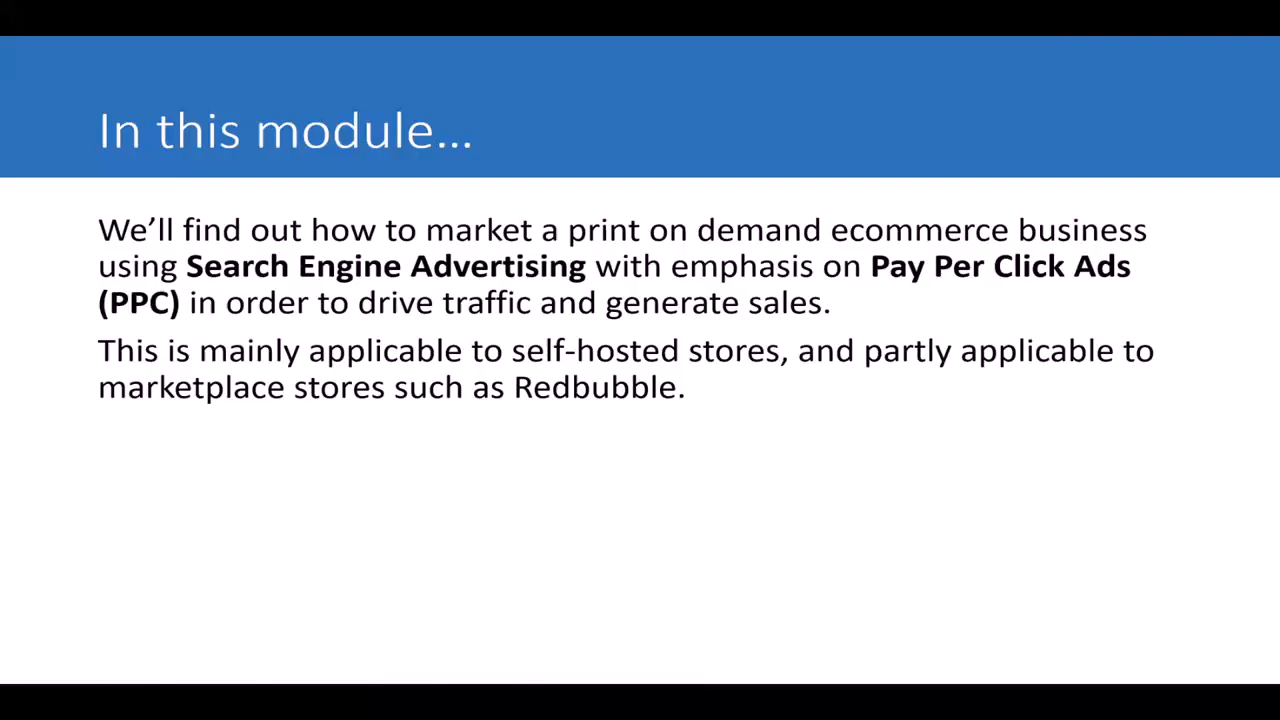 In this module…
We’ll find out how to market a print on demand ecommerce business
using Search Engine Advertising with emphasis on Pay Per Click Ads
(PPC) in order to drive traffic and generate sales.
This is mainly applicable to self-hosted stores, and partly applicable to
marketplace stores such as Redbubble.